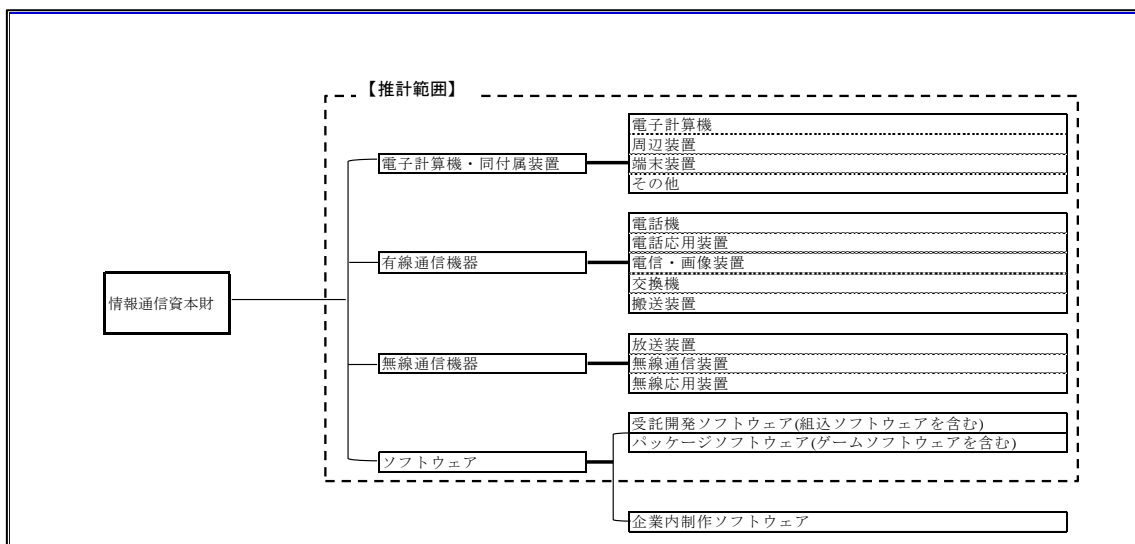 【推計範囲】
電子計算機
周辺装置
電子計算機・同付属装置
端末装置
その他
電話機
電話応用装置
有線通信機器
電信・画像装置
交換機
情報通信資本財
搬送装置
放送装置
無線通信機器
無線通信装置
無線応用装置
受託開発ソフトウェア(組込ソフトウェアを含む)
パッケージソフトウェア(ゲームソフトウェアを含む)
ソフトウェア
企業内制作ソフトウェア